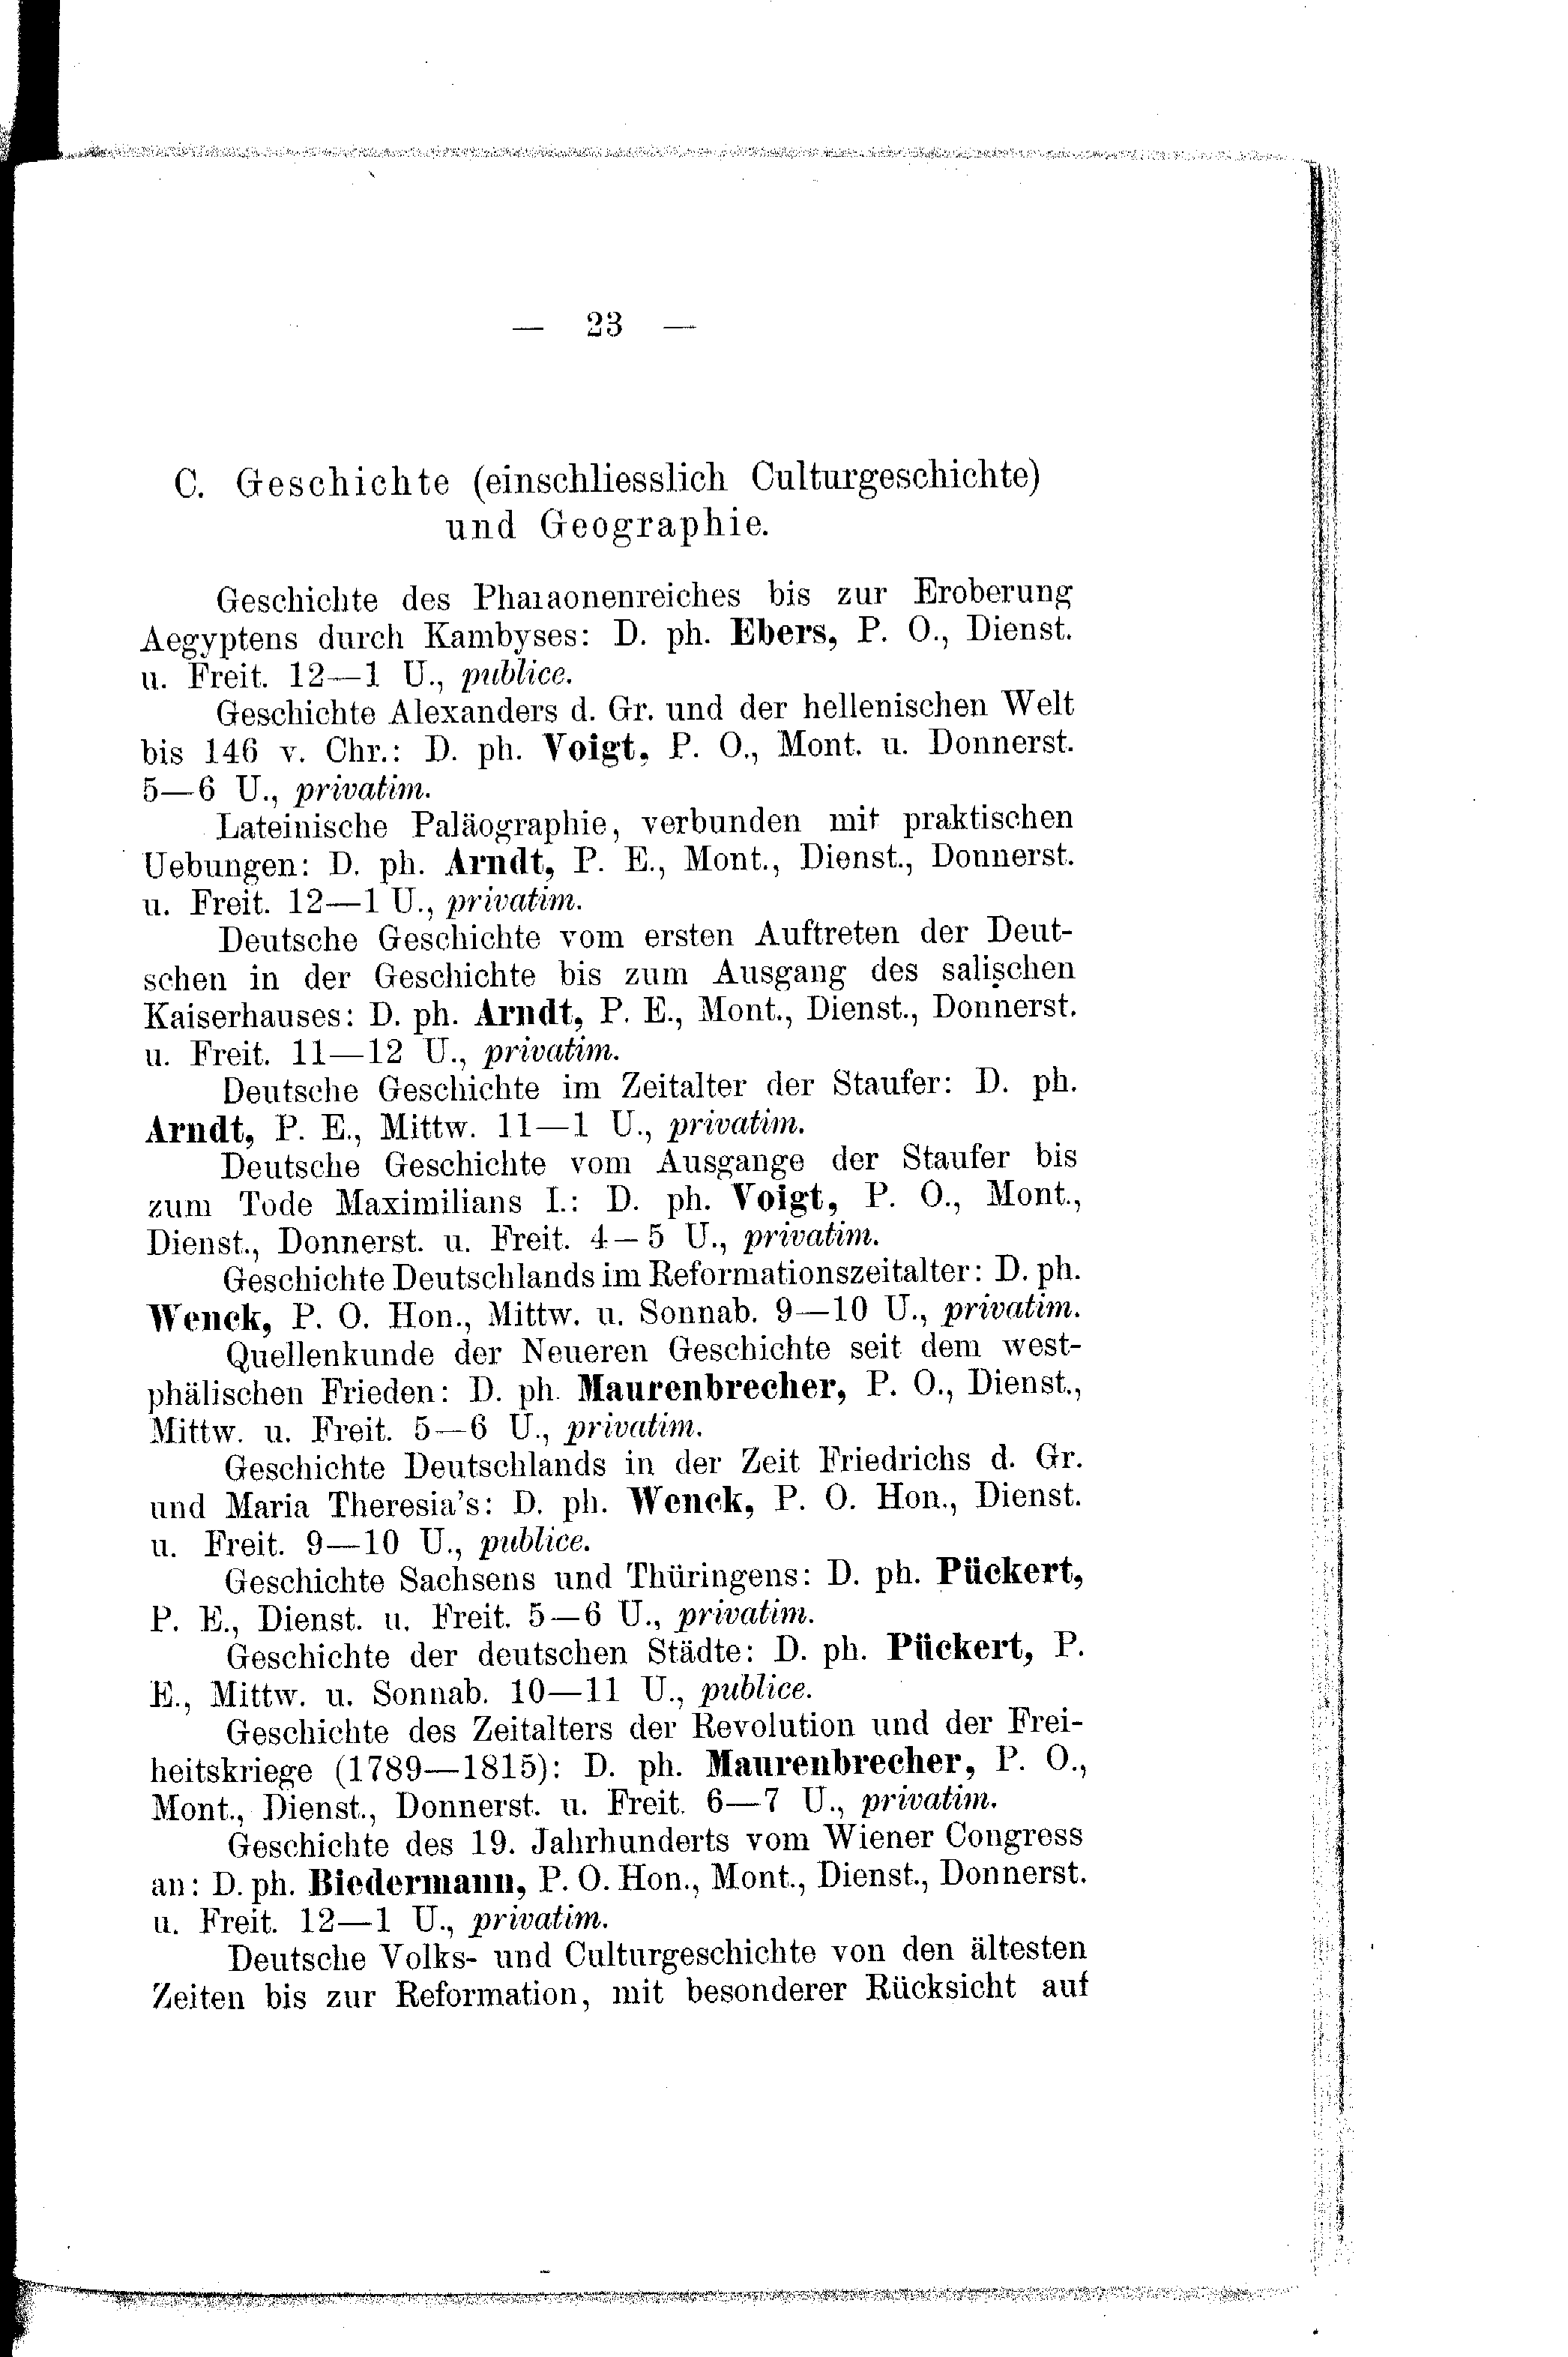 — 23 —
C. Geschichte (einschliesslich Culturgeschichte)
und Geographie.
Geschichte des Pharaonenreiches bis zur Eroberung
Aegyptens durch Kambyses: D. ph. Ebers, P. O., Dienst.
u. Freit. 12—1 U., publice.
Geschichte Alexanders d. Gr. und der hellenischen Welt
bis 146 v. Chr.: D. ph. Voigt, P. O., Mont. u. Donnerst.
5—6 U., privatim.
Lateinische Paläographie, verbunden mit praktischen
Uebungen: D. ph. Arndt, P. E., Mont., Dienst., Donnerst.
u. Freit. 12—1 U., privatim.
Deutsche Geschichte vom ersten Auftreten der Deut-
schen in der Geschichte bis zum Ausgang des salischen
Kaiserhauses: D. ph. Arndt, P. E., Mont., Dienst., Donnerst.
u. Freit. 11—12 U., privatim.
Deutsche Geschichte im Zeitalter der Staufer: D. ph.
Arndt, P. E., Mittw. 11—1 U., privatim.
Deutsche Geschichte vom Ausgange der Staufer bis
zum Tode Maximilians I.: D. ph. Voigt, P. O., Mont.,
Dienst., Donnerst. u. Freit. 4—5 U., privatim.
Geschichte Deutschlands im Reformationszeitalter: D. ph.
Wenck, P. O. Hon., Mittw. u. Sonnab. 9—10 U., privatim.
Quellenkunde der Neueren Geschichte seit dem west-
phälischen Frieden: D. ph. Maurenbrecher, P. O., Dienst.,
Mittw. u. Freit. 5—6 U., privatim.
Geschichte Deutschlands in der Zeit Friedrichs d. Gr.
und Maria Theresia's: D. ph. Wenck, P. O. Hon., Dienst.
u. Freit. 9—10 U., publice.
Geschichte Sachsens und Thüringens: D. ph. Pückert,
P. E., Dienst. u. Freit. 5—6 U., privatim.
Geschichte der deutschen Städte: D. ph. Pückert, P.
E., Mittw. u. Sonnab. 10—11 U., publice.
Geschichte des Zeitalters der Revolution und der Frei-
heitskriege (1789—1815): D. ph. Maurenbrecher, P. O.,
Mont., Dienst., Donnerst. u. Freit. 6—7 U., privatim.
Geschichte des 19. Jahrhunderts vom Wiener Congress
an: D. ph. Biedermann, P. O. Hon., Mont., Dienst., Donnerst.
u. Freit. 12—1 U., privatim.
Deutsche Volks- und Culturgeschichte von den ältesten
Zeiten bis zur Reformation, mit besonderer Rücksicht auf